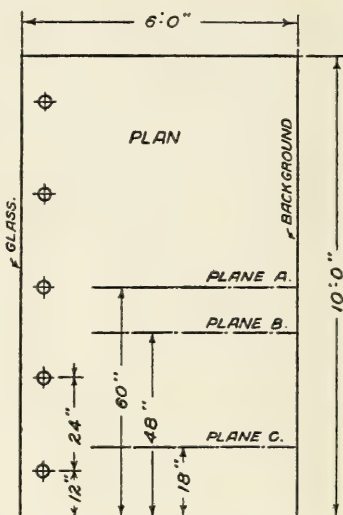 6'-0"
PLAN
GLASS.
BACKGROUND
PLANE A.
PLANE B.
PLANE C.
10'-0"
60"
48"
24"
12"
18"